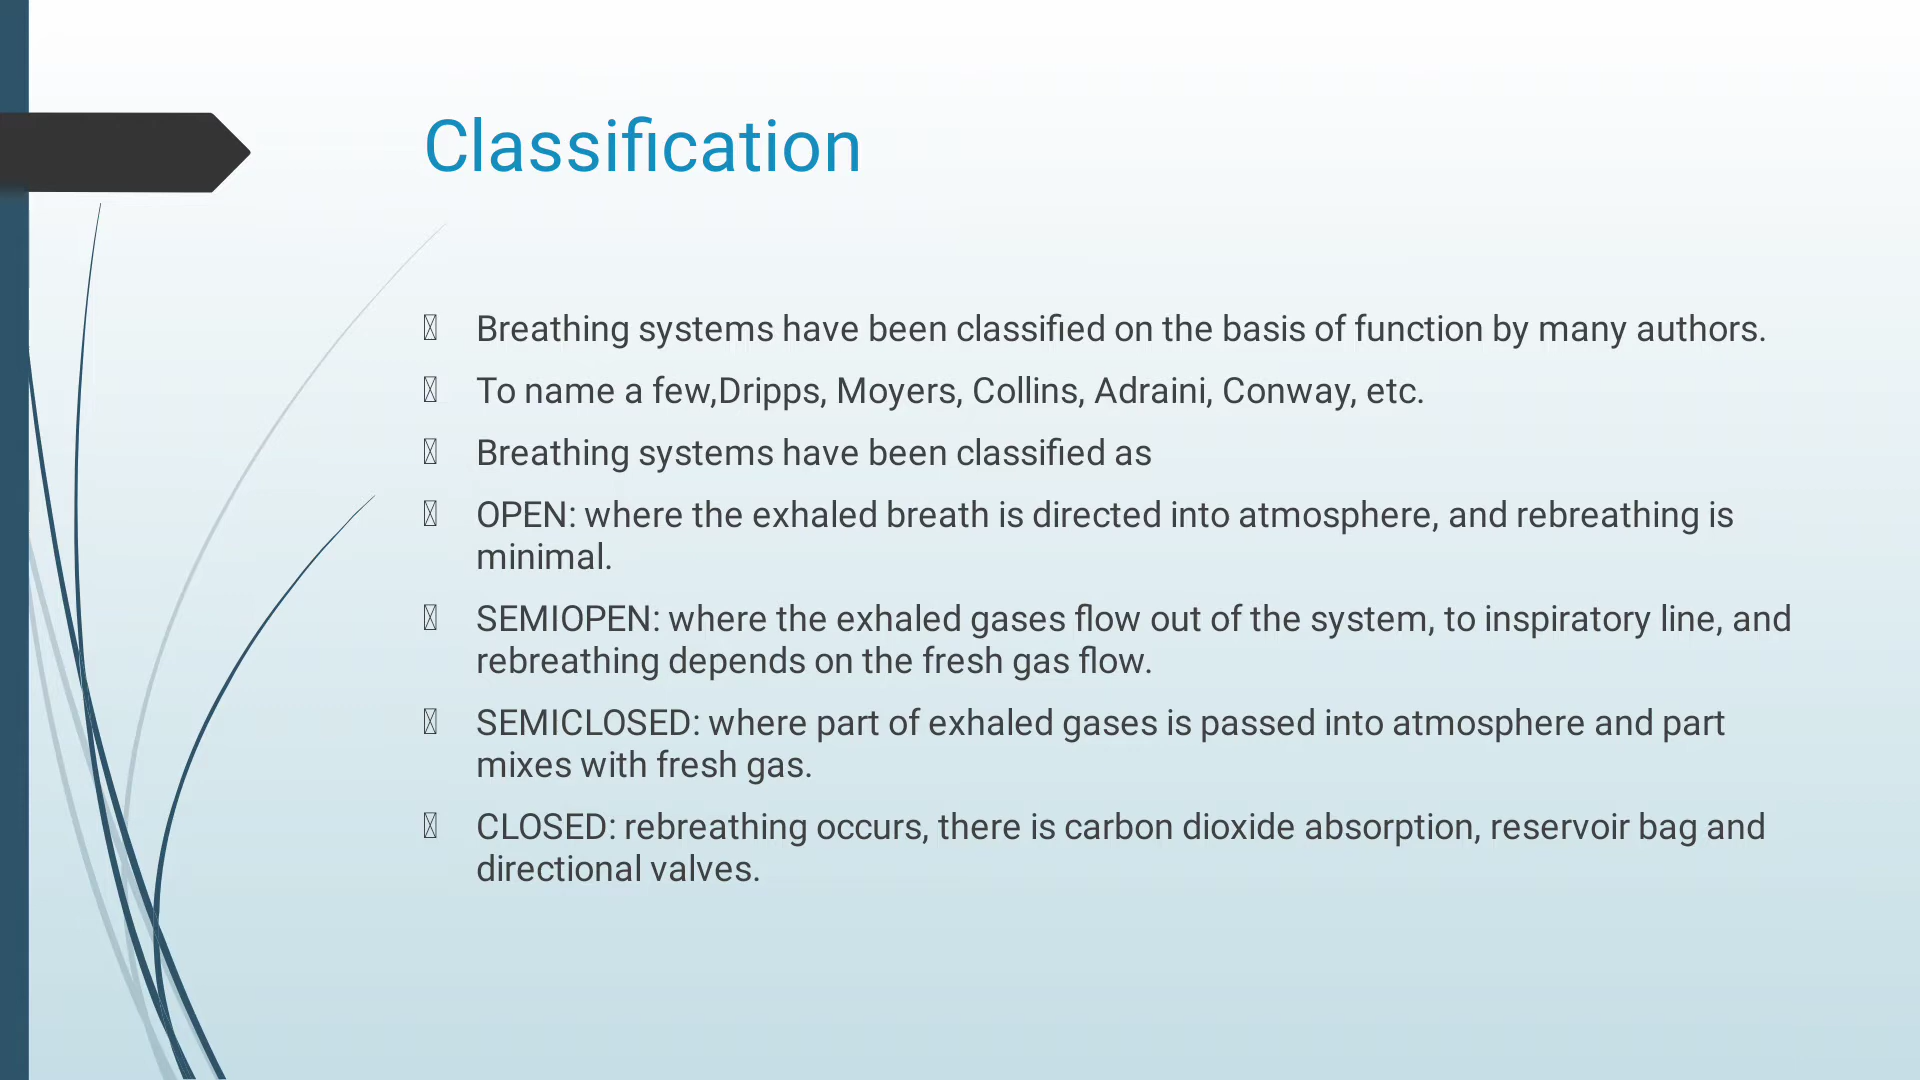 Classification
Breathing systems have been classified on the basis of function by many authors.
To name a few,Dripps, Moyers, Collins, Adraini, Conway, etc.
Breathing systems have been classified as
OPEN: where the exhaled breath is directed into atmosphere, and rebreathing is
minimal.
SEMIOPEN: where the exhaled gases flow out of the system, to inspiratory line, and
rebreathing depends on the fresh gas flow.
SEMICLOSED: where part of exhaled gases is passed into atmosphere and part
mixes with fresh gas.
CLOSED: rebreathing occurs, there is carbon dioxide absorption, reservoir bag and
directional valves.